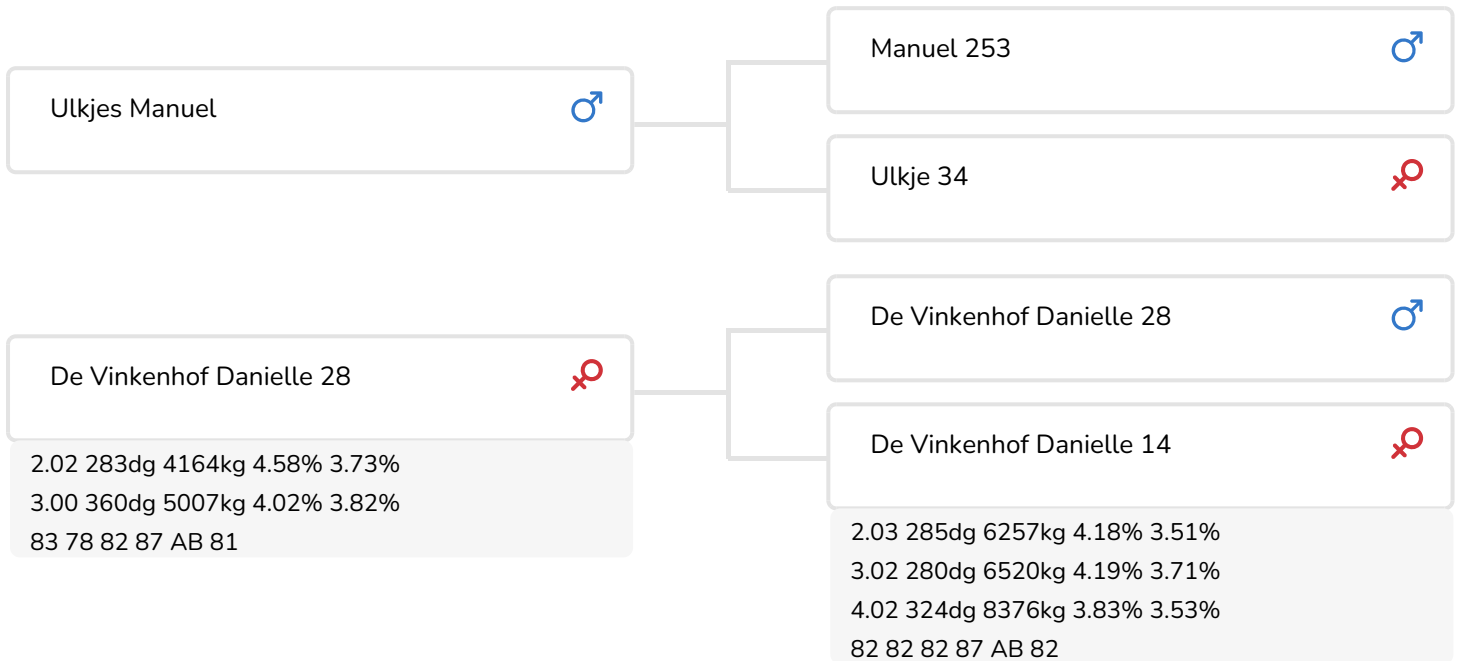 Ulkjes Manuel
De Vinkenhof Danielle 28
2.02 283dg 4164kg 4.58% 3.73%
3.00 360dg 5007kg 4.02% 3.82%
83 78 82 87 AB 81
Manuel 253
Ulkje 34
De Vinkenhof Danielle 28
De Vinkenhof Danielle 14
2.03 285dg 6257kg 4.18% 3.51%
3.02 280dg 6520kg 4.19% 3.71%
4.02 324dg 8376kg 3.83% 3.53%
82 82 82 87 AB 82